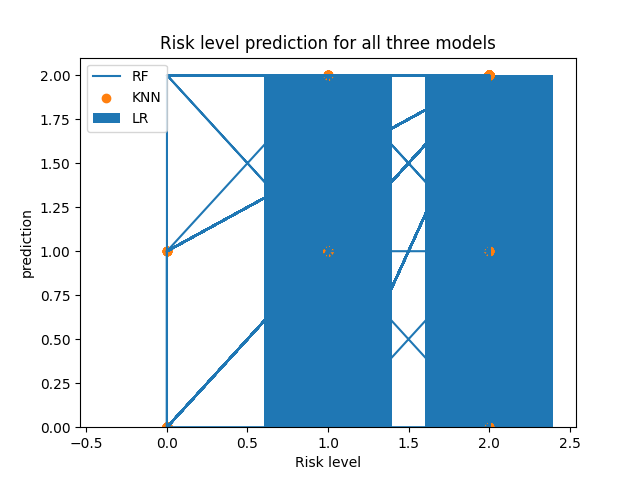 Risk level prediction for all three models
RF
KNN
LR
prediction
2.00
1.75
1.50
1.25
1.00
0.75
0.50
0.25
0.00
−0.5 0.0 0.5 1.0 1.5 2.0 2.5
Risk level